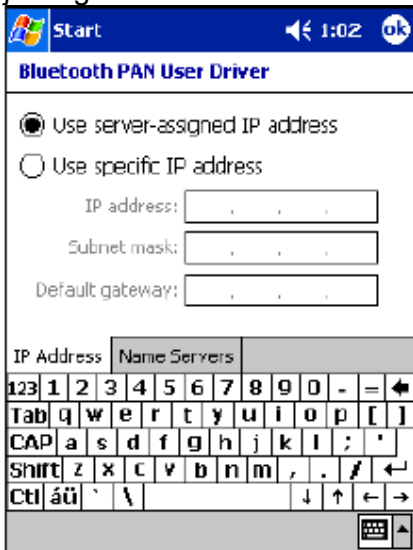 Start 1:02 ok
Bluetooth PAN User Driver
Use server-assigned IP address
Use specific IP address
IP address: . . .
Subnet mask: . . .
Default gateway: . . .
IP Address Name Servers
123 1 2 3 4 5 6 7 8 9 0 - = 🡄
Tab q w e r t y u i o p [ ]
CAP a s d f g h j k l ; '
Shift z x c v b n m , . / ↵
Ctl áü ` \ ↓ ↑ ← →